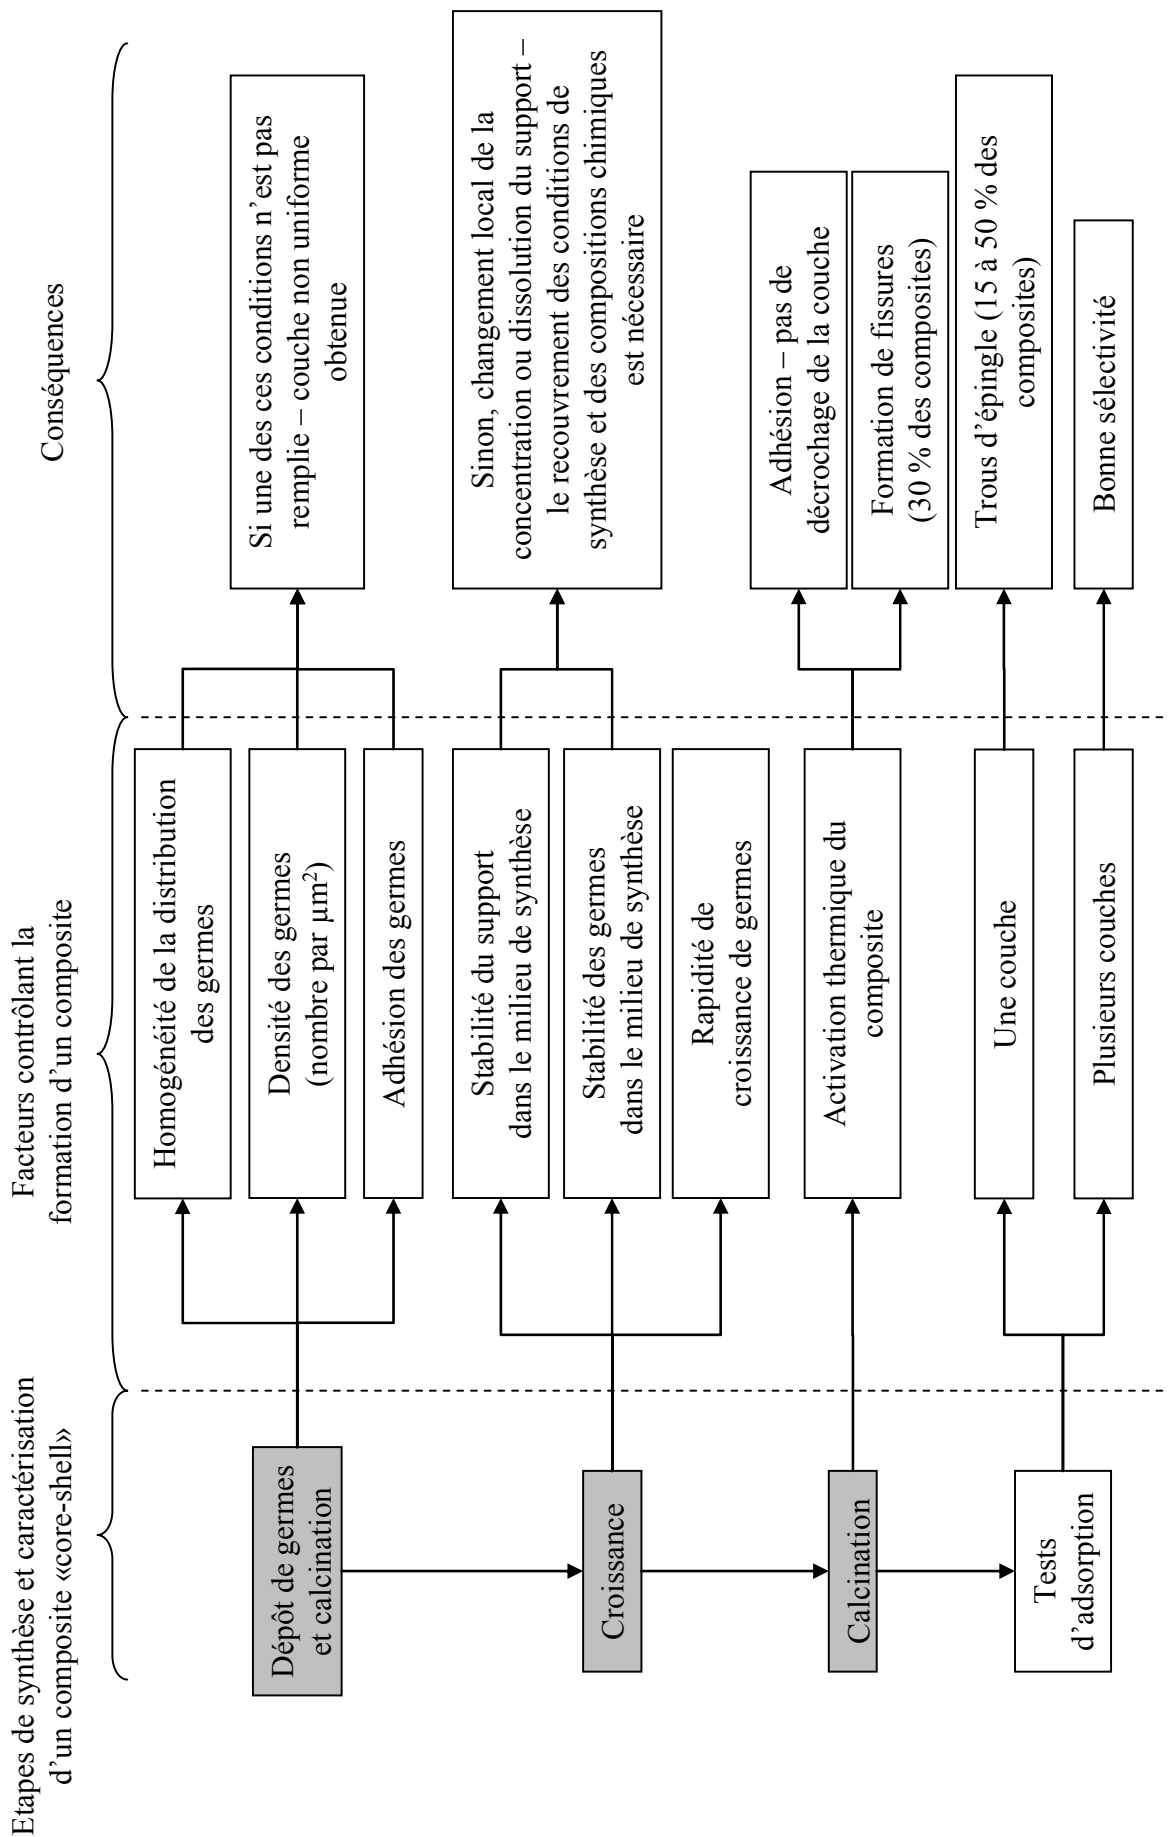 Etapes de synthèse et caractérisation
d’un composite «core-shell»
Facteurs contrôlant la
formation d’un composite
Conséquences
Dépôt de germes
et calcination
Homogénéité de la distribution
des germes
Densité des germes
(nombre par µm²)
Adhésion des germes
Si une des ces conditions n’est pas
remplie – couche non uniforme
obtenue
Croissance
Stabilité du support
dans le milieu de synthèse
Stabilité des germes
dans le milieu de synthèse
Rapidité de
croissance de germes
Sinon, changement local de la
concentration ou dissolution du support –
le recouvrement des conditions de
synthèse et des compositions chimiques
est nécessaire
Calcination
Activation thermique du
composite
Adhésion – pas de
décrochage de la couche
Formation de fissures
(30 % des composites)
Tests
d’adsorption
Une couche
Trous d’épingle (15 à 50 % des
composites)
Plusieurs couches
Bonne sélectivité